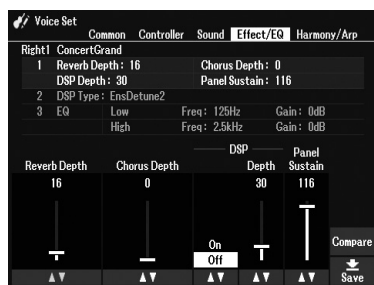 Voice Set
Common Controller Sound Effect/EQ Harmony/Arp
Right1 ConcertGrand
1 Reverb Depth: 16 Chorus Depth: 0
DSP Depth: 30 Panel Sustain: 116
2 DSP Type: EnsDetune2
3 EQ Low Freq: 125Hz Gain: 0dB
High Freq: 2.5kHz Gain: 0dB
DSP Panel
Reverb Depth Chorus Depth Depth Sustain
16 0 30 116
On
Off
Compare
Save